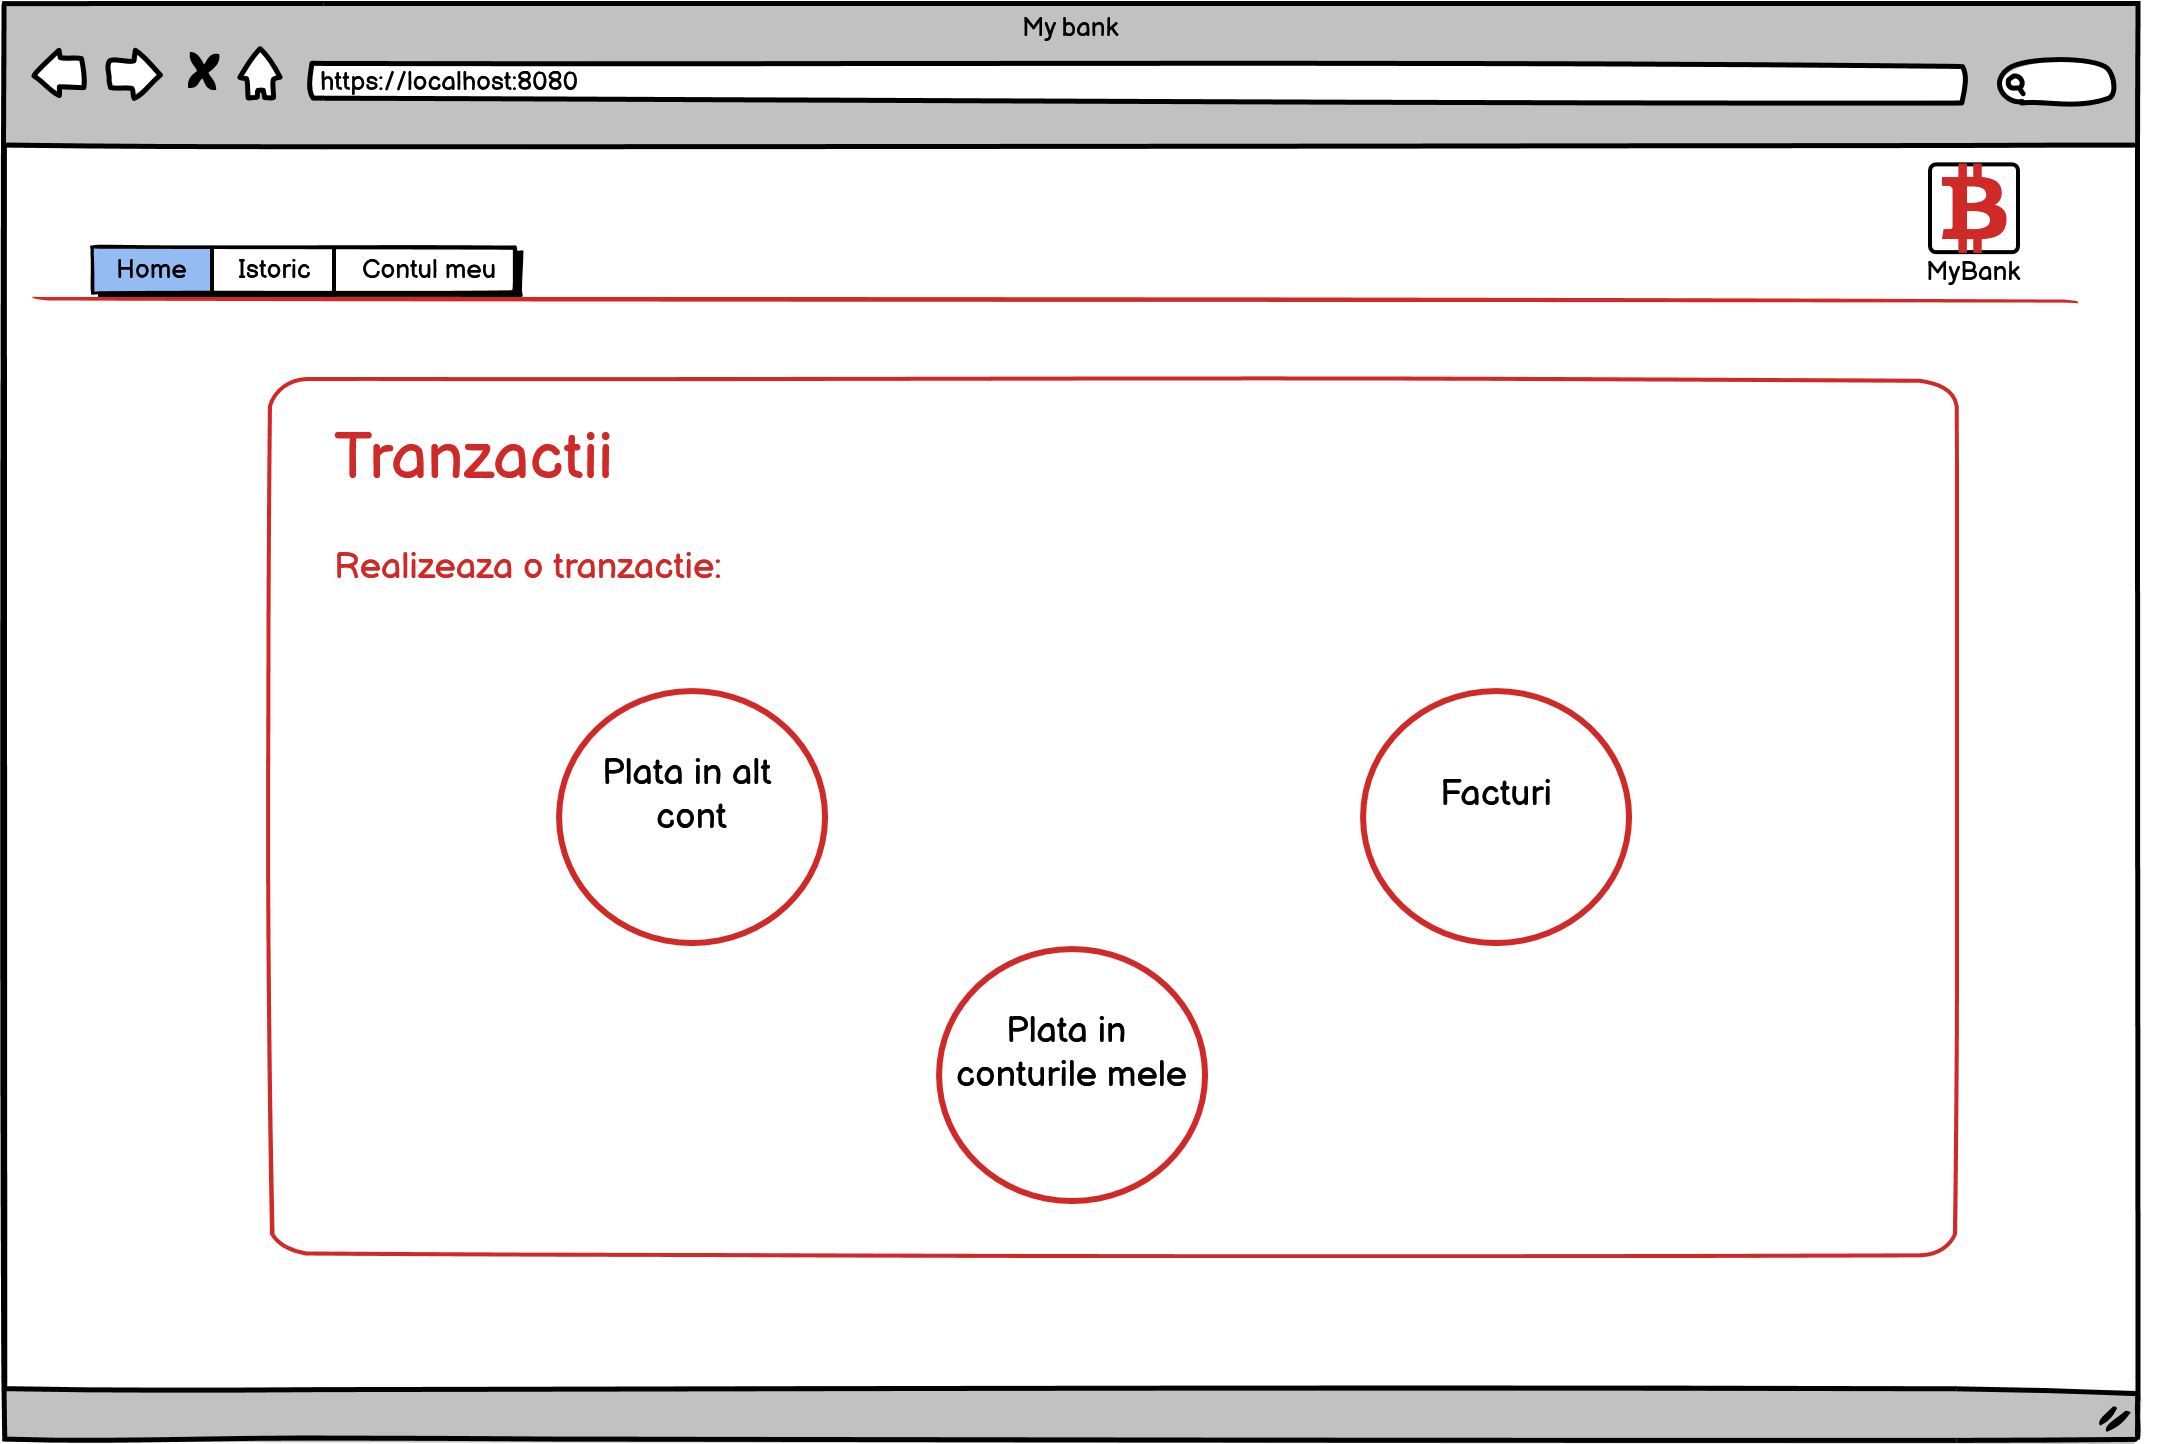 My bank
https://localhost:8080
MyBank
Home
Istoric
Contul meu
Tranzactii
Realizeaza o tranzactie:
Plata in alt
cont
Facturi
Plata in
conturile mele